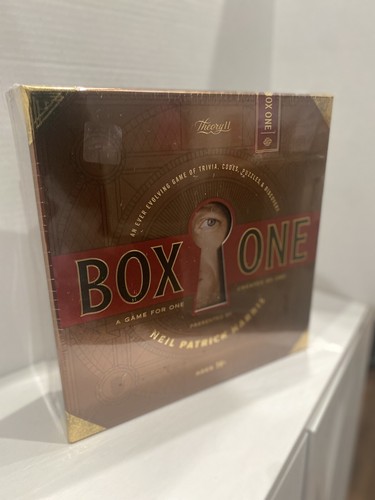 Theory11
BOX ONE
AN EVER EVOLVING GAME OF TRIVIA, CODES, PUZZLES & DISCOVERY
BOX ONE
A GAME FOR ONE
PRESENTED BY
NEIL PATRICK HARRIS